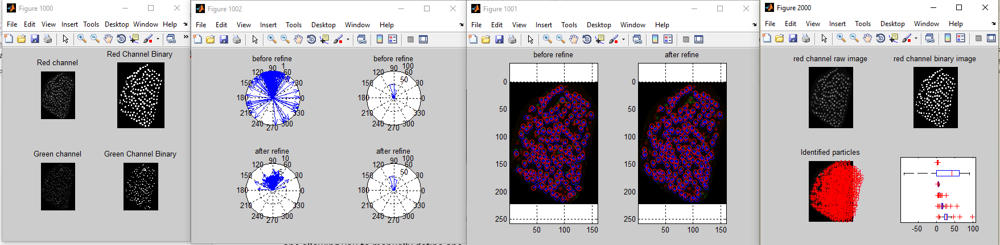 Figure 1000
File Edit View Insert Tools Desktop Window Help
Red channel
Red Channel Binary
Green channel
Green Channel Binary
Figure 1002
File Edit View Insert Tools Desktop Window Help
before refine
90 1
120 60
150 30
180 0
210 330
240 300
270
before refine
90 100
120 60
50
150 30
180 0
210 330
240 300
270
after refine
90 10
120 60
5
150 30
180 0
210 330
240 300
270
after refine
90 100
120 60
50
150 30
180 0
210 330
240 300
270
Figure 1001
File Edit View Insert Tools Desktop Window Help
before refine
0
50
100
150
200
250
50 100 150
after refine
0
50
100
150
200
250
50 100 150
Figure 2000
File Edit View Insert Tools Desktop Window Help
red channel raw image
red channel binary image
Identified particles
-50 0 50 100